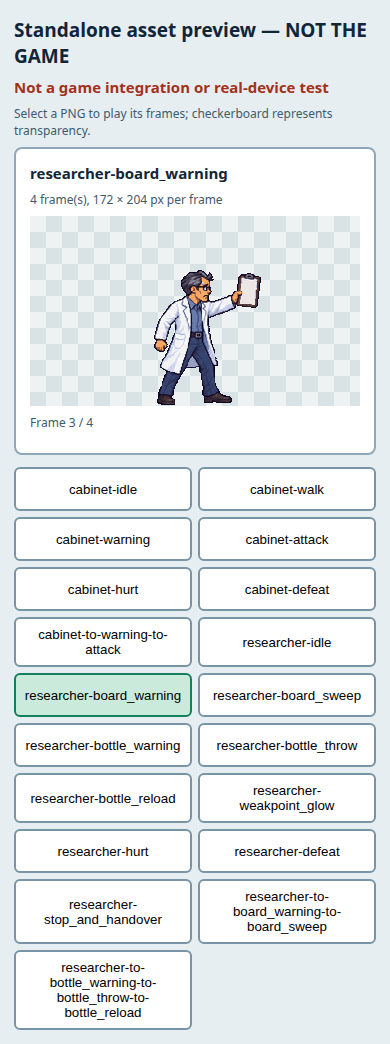 Standalone asset preview — NOT THE
GAME
Not a game integration or real-device test
Select a PNG to play its frames; checkerboard represents
transparency.
researcher-board_warning
4 frame(s), 172 × 204 px per frame
Frame 3 / 4
cabinet-idle
cabinet-walk
cabinet-warning
cabinet-attack
cabinet-hurt
cabinet-defeat
cabinet-to-warning-to-
attack
researcher-idle
researcher-board_warning
researcher-board_sweep
researcher-bottle_warning
researcher-bottle_throw
researcher-bottle_reload
researcher-
weakpoint_glow
researcher-hurt
researcher-defeat
researcher-
stop_and_handover
researcher-to-
board_warning-to-
board_sweep
researcher-to-
bottle_warning-to-
bottle_throw-to-
bottle_reload